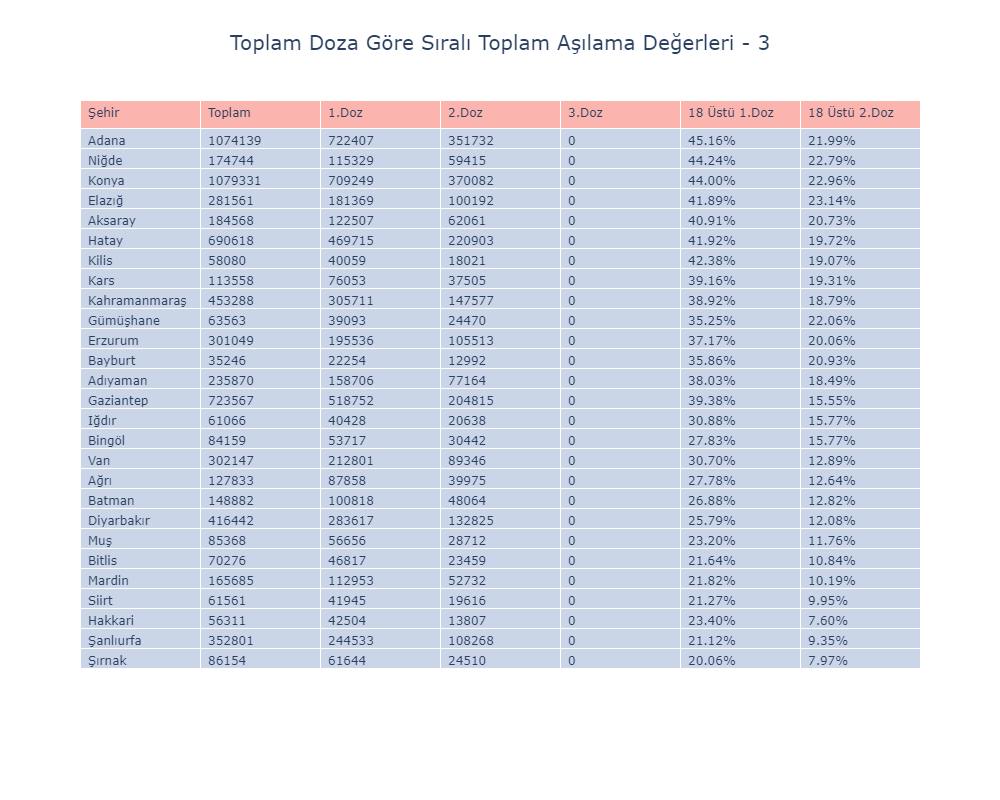 Toplam Doza Göre Sıralı Toplam Aşılama Değerleri - 3
Şehir Toplam 1.Doz 2.Doz 3.Doz 18 Üstü 1.Doz 18 Üstü 2.Doz
Adana 1074139 722407 351732 0 45.16% 21.99%
Niğde 174744 115329 59415 0 44.24% 22.79%
Konya 1079331 709249 370082 0 44.00% 22.96%
Elazığ 281561 181369 100192 0 41.89% 23.14%
Aksaray 184568 122507 62061 0 40.91% 20.73%
Hatay 690618 469715 220903 0 41.92% 19.72%
Kilis 58080 40059 18021 0 42.38% 19.07%
Kars 113558 76053 37505 0 39.16% 19.31%
Kahramanmaraş 453288 305711 147577 0 38.92% 18.79%
Gümüşhane 63563 39093 24470 0 35.25% 22.06%
Erzurum 301049 195536 105513 0 37.17% 20.06%
Bayburt 35246 22254 12992 0 35.86% 20.93%
Adıyaman 235870 158706 77164 0 38.03% 18.49%
Gaziantep 723567 518752 204815 0 39.38% 15.55%
Iğdır 61066 40428 20638 0 30.88% 15.77%
Bingöl 84159 53717 30442 0 27.83% 15.77%
Van 302147 212801 89346 0 30.70% 12.89%
Ağrı 127833 87858 39975 0 27.78% 12.64%
Batman 148882 100818 48064 0 26.88% 12.82%
Diyarbakır 416442 283617 132825 0 25.79% 12.08%
Muş 85368 56656 28712 0 23.20% 11.76%
Bitlis 70276 46817 23459 0 21.64% 10.84%
Mardin 165685 112953 52732 0 21.82% 10.19%
Siirt 61561 41945 19616 0 21.27% 9.95%
Hakkari 56311 42504 13807 0 23.40% 7.60%
Şanlıurfa 352801 244533 108268 0 21.12% 9.35%
Şırnak 86154 61644 24510 0 20.06% 7.97%